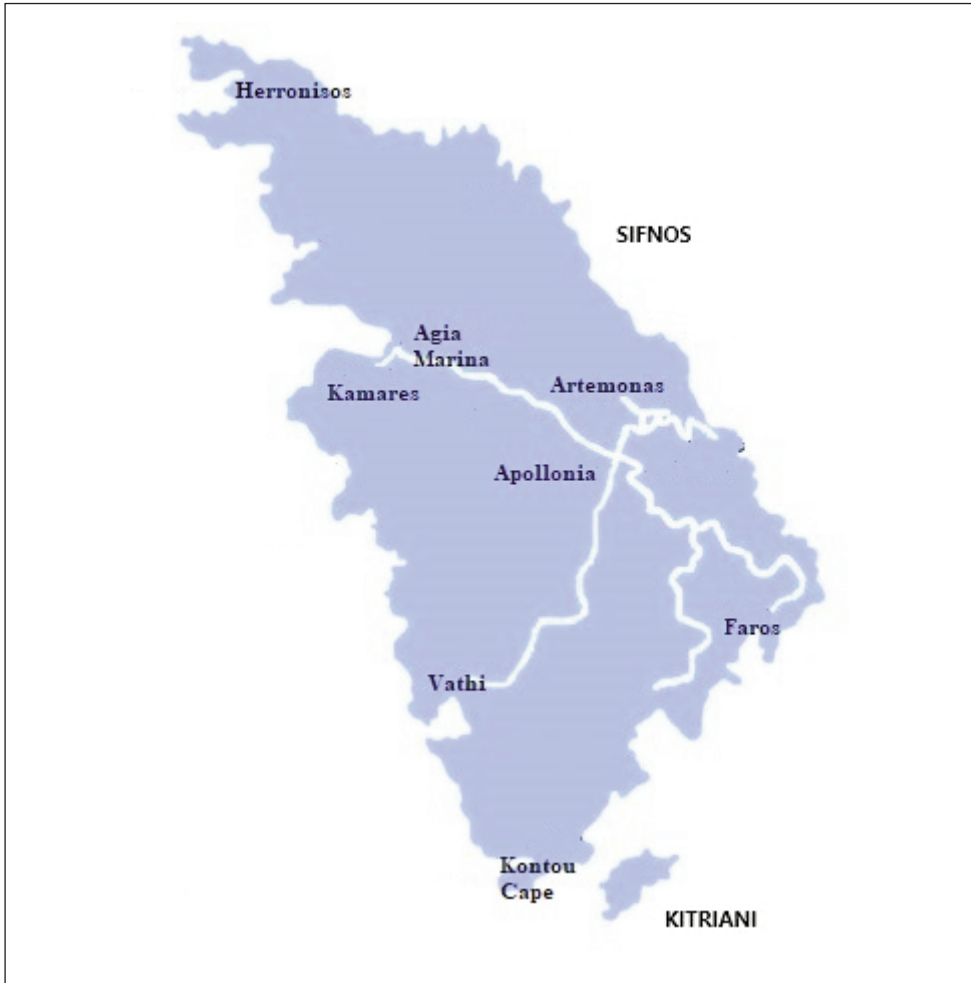 Herronisos
SIFNOS
Agia
Marina
Artemonas
Kamares
Apollonia
Faros
Vathi
Kontou
Cape
KITRIANI